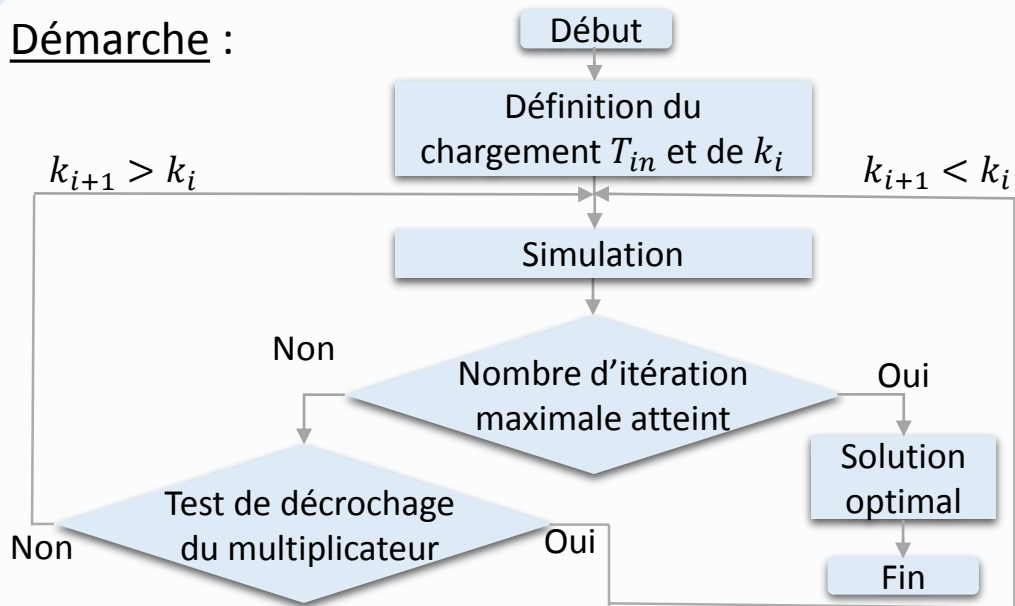 Démarche :
Début
Définition du
chargement T_in et de k_i
k_{i+1} > k_i
k_{i+1} < k_i
Simulation
Non
Nombre d'itération
maximale atteint
Oui
Solution
optimal
Test de décrochage
du multiplicateur
Non
Oui
Fin